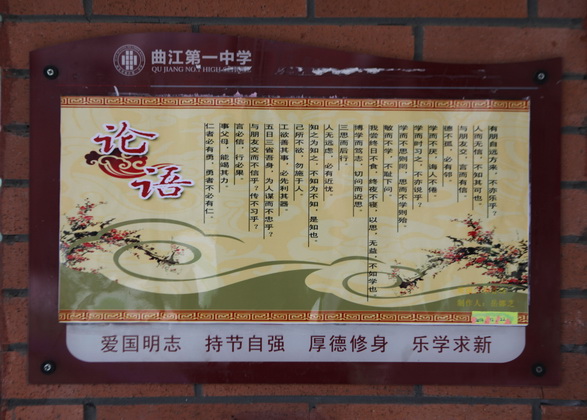 曲江第一中学
QU JIANG NO.1 HIGH SCHOOL
论语
有朋自远方来，不亦乐乎？
人而无信，不知其可也。
与朋友交，言而有信
德不孤，必有邻。
学而不厌，诲人不倦
学而时习之，不亦乐乎？
学而不思则罔，思而不学则殆
敏而不学，不耻下问。
我尝终日不食，终夜不寝，以思，无益，不如学也。
博学而笃志，切问而近思。
三思而后行。
人无远虑，必有近忧。
知之为知之，不知为不知，是知也。
己所不欲，勿施于人。
工欲善其事，必先利其器。
五日三省吾身，为人谋而不忠乎？
与朋友交而不信乎？传不习乎？
言必信，行必果。
事父母，能竭其力。
仁者必有勇，勇者不必有仁。
制作人：
爱国明志 持节自强 厚德修身 乐学求新